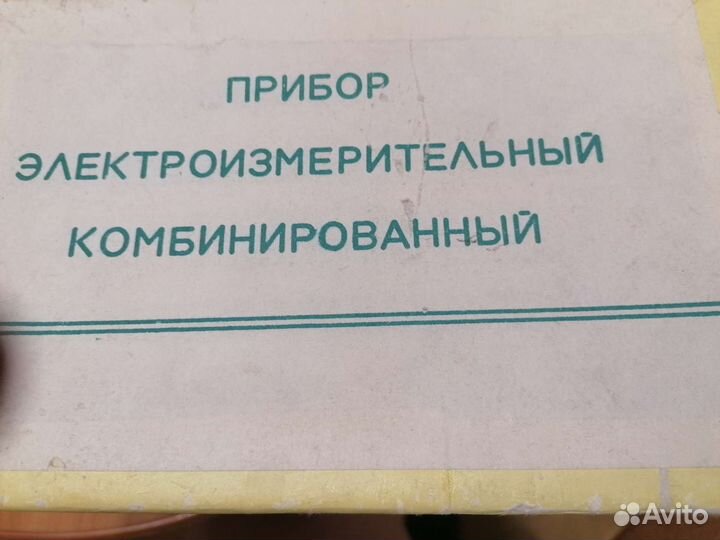 ПРИБОР
ЭЛЕКТРОИЗМЕРИТЕЛЬНЫЙ
КОМБИНИРОВАННЫЙ
Avito